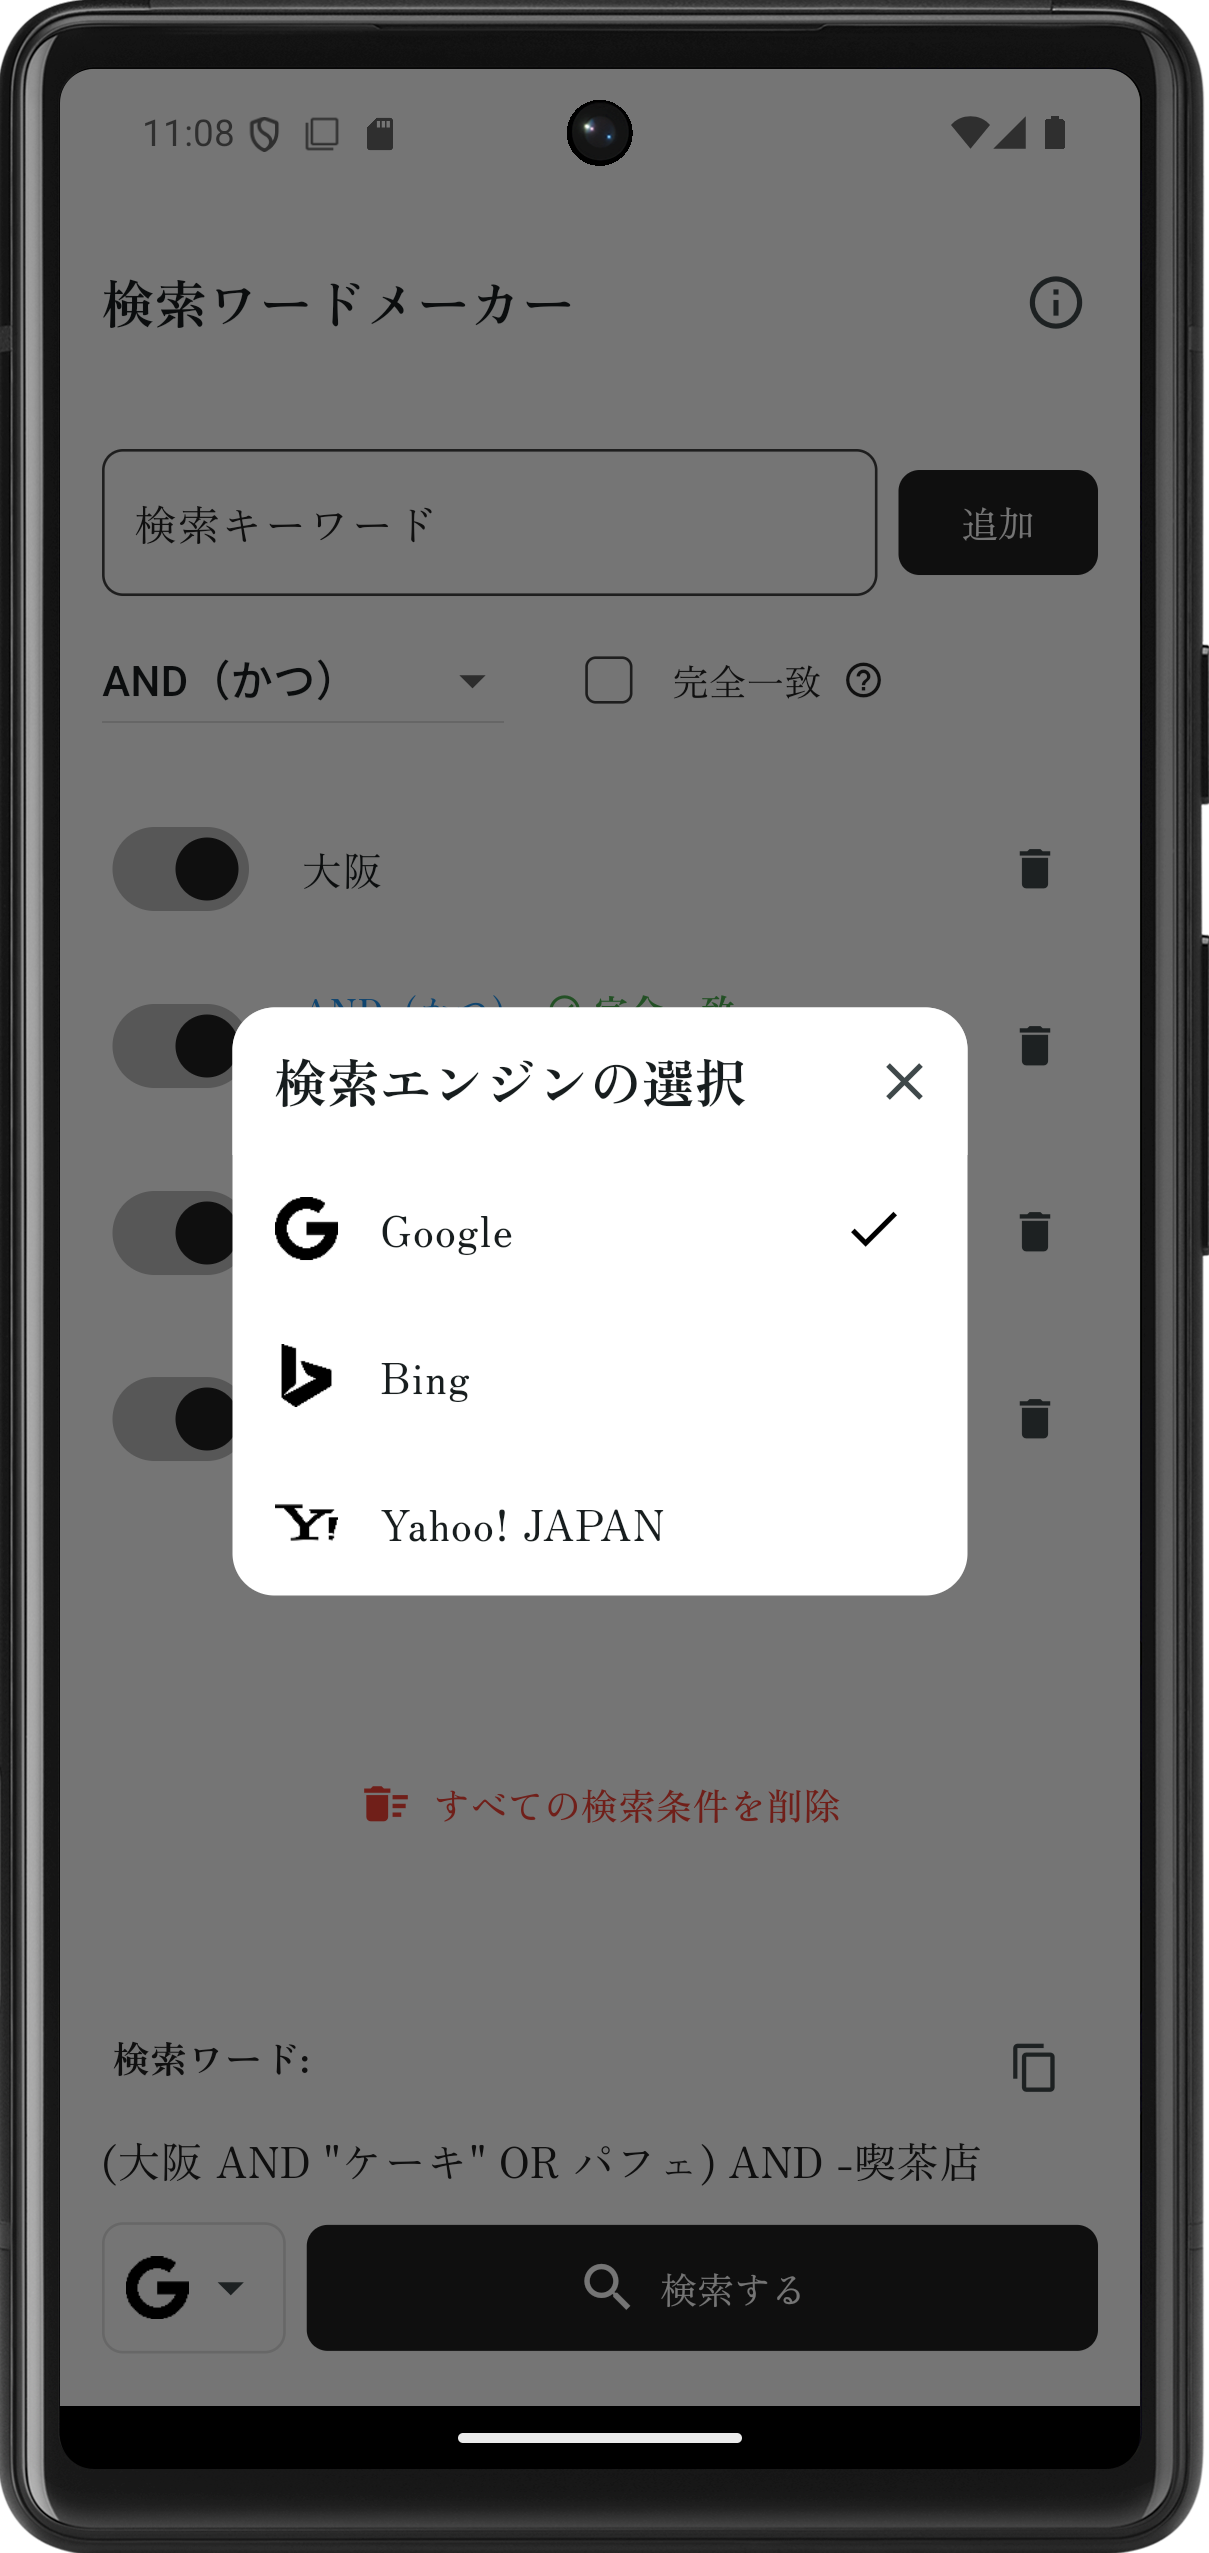 11:08
検索ワードメーカー
検索キーワード
追加
AND（かつ）
完全一致
大阪
検索エンジンの選択
Google
Bing
Yahoo! JAPAN
すべての検索条件を削除
検索ワード:
(大阪 AND "ケーキ" OR パフェ) AND -喫茶店
検索する